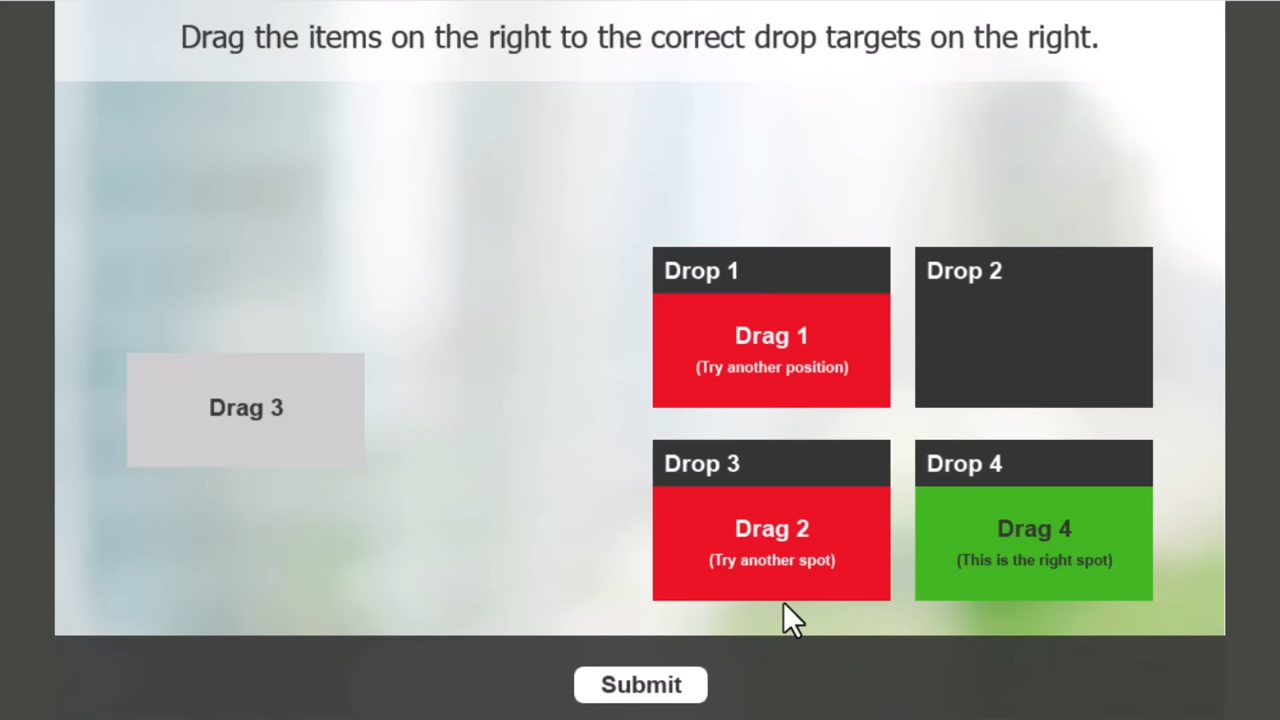 Drag the items on the right to the correct drop targets on the right.
Drop 1
Drop 2
Drag 1
(Try another position)
Drag 3
Drop 3
Drop 4
Drag 2
(Try another spot)
Drag 4
(This is the right spot)
Submit